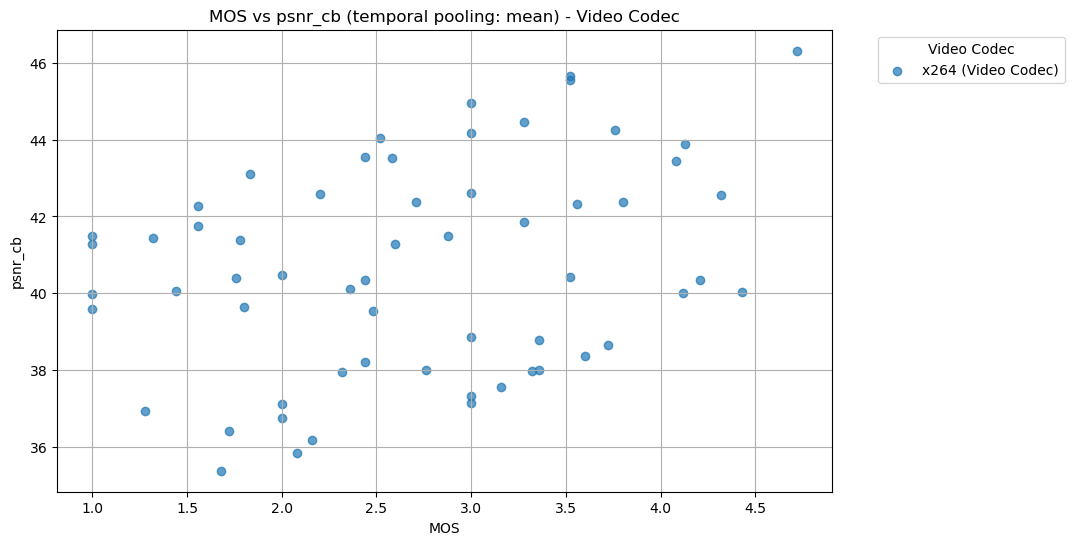 MOS vs psnr_cb (temporal pooling: mean) - Video Codec
Video Codec
x264 (Video Codec)
psnr_cb
46
44
42
40
38
36
1.0 1.5 2.0 2.5 3.0 3.5 4.0 4.5
MOS